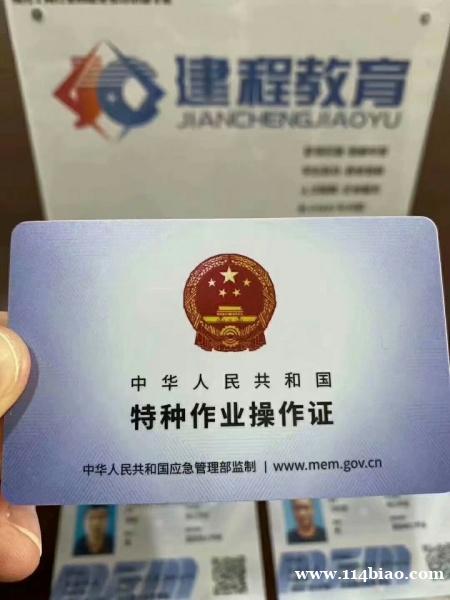 建程教育
JIANCHENGJIAOYU
中华人民共和国
特种作业操作证
中华人民共和国应急管理部监制 | www.mem.gov.cn
www.114biao.com